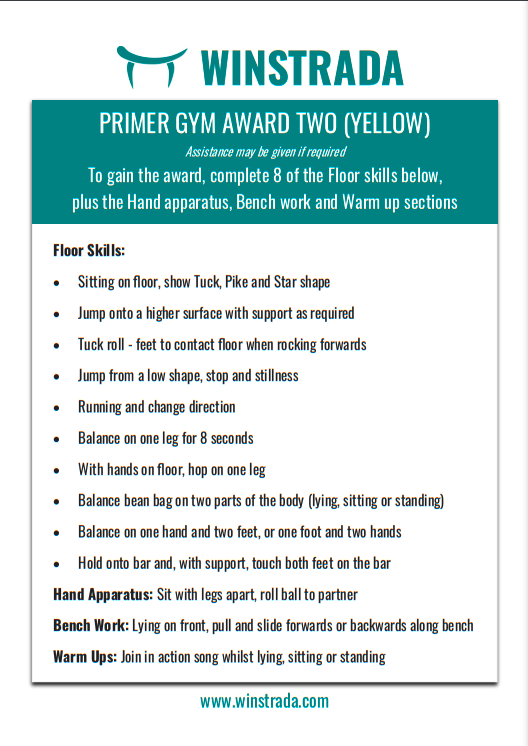 WINSTRADA
PRIMER GYM AWARD TWO (YELLOW)
Assistance may be given if required
To gain the award, complete 8 of the Floor skills below,
plus the Hand apparatus, Bench work and Warm up sections
Floor Skills:
• Sitting on floor, show Tuck, Pike and Star shape
• Jump onto a higher surface with support as required
• Tuck roll - feet to contact floor when rocking forwards
• Jump from a low shape, stop and stillness
• Running and change direction
• Balance on one leg for 8 seconds
• With hands on floor, hop on one leg
• Balance bean bag on two parts of the body (lying, sitting or standing)
• Balance on one hand and two feet, or one foot and two hands
• Hold onto bar and, with support, touch both feet on the bar
Hand Apparatus: Sit with legs apart, roll ball to partner
Bench Work: Lying on front, pull and slide forwards or backwards along bench
Warm Ups: Join in action song whilst lying, sitting or standing
www.winstrada.com